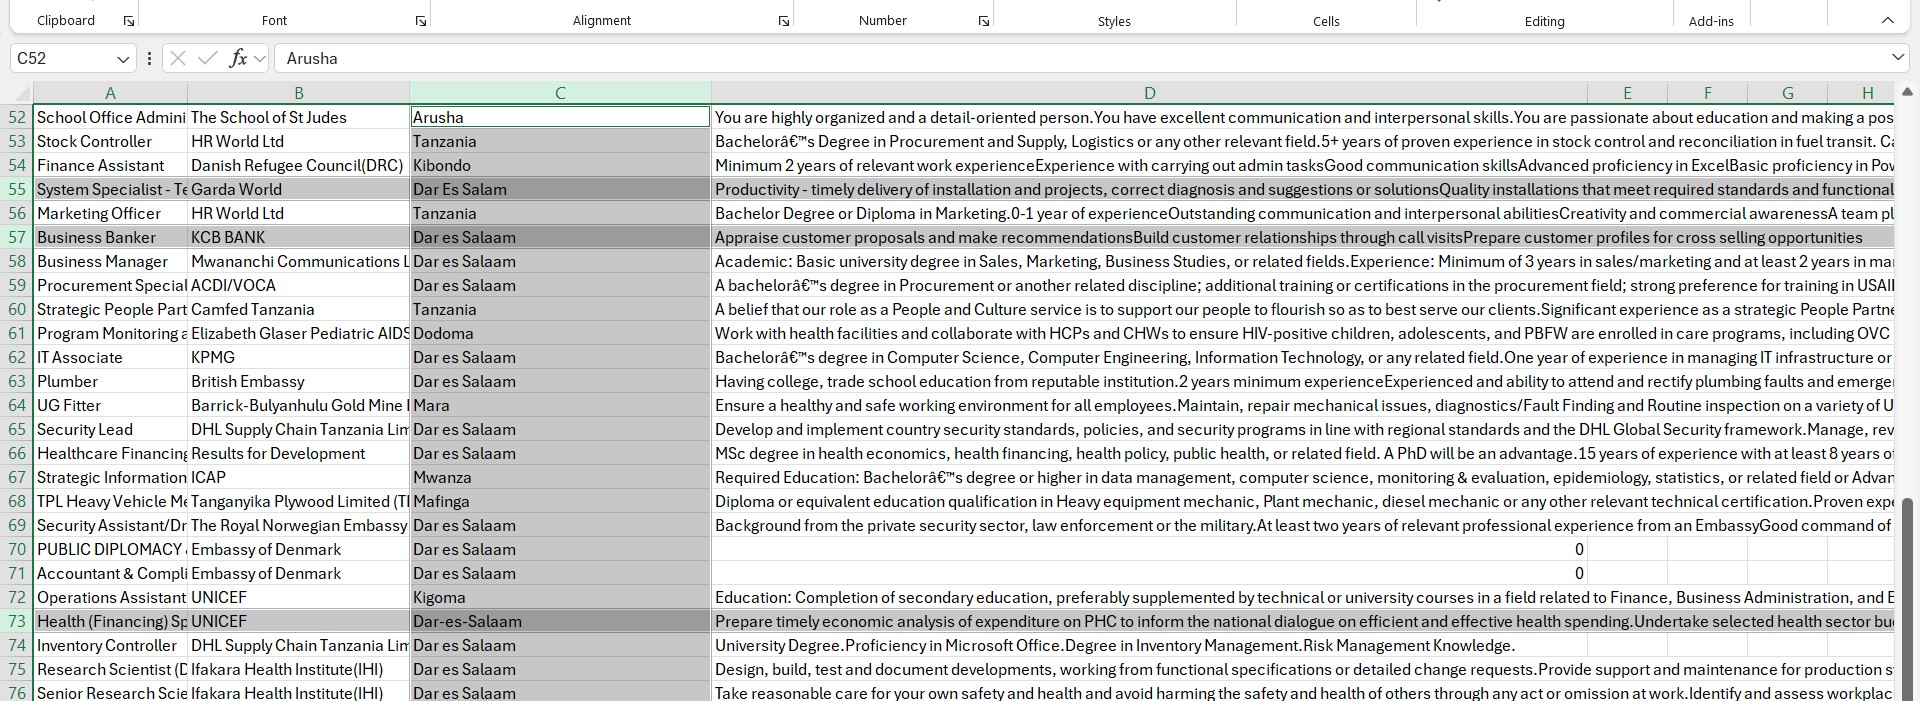 Clipboard Font Alignment Number Styles Cells Editing Add-ins
C52 fx Arusha
A B C D E F G H
52 School Office Admini The School of St Judes Arusha You are highly organized and a detail-oriented person.You have excellent communication and interpersonal skills.You are passionate about education and making a pos
53 Stock Controller HR World Ltd Tanzania Bachelorâ€™s Degree in Procurement and Supply, Logistics or any other relevant field.5+ years of proven experience in stock control and reconciliation in fuel transit. Ca
54 Finance Assistant Danish Refugee Council(DRC) Kibondo Minimum 2 years of relevant work experienceExperience with carrying out admin tasksGood communication skillsAdvanced proficiency in ExcelBasic proficiency in Pow
55 System Specialist - Te Garda World Dar Es Salam Productivity - timely delivery of installation and projects, correct diagnosis and suggestions or solutionsQuality installations that meet required standards and functional
56 Marketing Officer HR World Ltd Tanzania Bachelor Degree or Diploma in Marketing.0-1 year of experienceOutstanding communication and interpersonal abilitiesCreativity and commercial awarenessA team pl
57 Business Banker KCB BANK Dar es Salaam Appraise customer proposals and make recommendationsBuild customer relationships through call visitsPrepare customer profiles for cross selling opportunities
58 Business Manager Mwananchi Communications L Dar es Salaam Academic: Basic university degree in Sales, Marketing, Business Studies, or related fields.Experience: Minimum of 3 years in sales/marketing and at least 2 years in ma
59 Procurement Special ACDI/VOCA Dar es Salaam A bachelorâ€™s degree in Procurement or another related discipline; additional training or certifications in the procurement field; strong preference for training in USAI
60 Strategic People Part Camfed Tanzania Tanzania A belief that our role as a People and Culture service is to support our people to flourish so as to best serve our clients.Significant experience as a strategic People Partne
61 Program Monitoring a Elizabeth Glaser Pediatric AIDS Dodoma Work with health facilities and collaborate with HCPs and CHWs to ensure HIV-positive children, adolescents, and PBFW are enrolled in care programs, including OVC
62 IT Associate KPMG Dar es Salaam Bachelorâ€™s degree in Computer Science, Computer Engineering, Information Technology, or any related field.One year of experience in managing IT infrastructure or
63 Plumber British Embassy Dar es Salaam Having college, trade school education from reputable institution.2 years minimum experienceExperienced and ability to attend and rectify plumbing faults and emerge
64 UG Fitter Barrick-Bulyanhulu Gold Mine Mara Ensure a healthy and safe working environment for all employees.Maintain, repair mechanical issues, diagnostics/Fault Finding and Routine inspection on a variety of U
65 Security Lead DHL Supply Chain Tanzania Lim Dar es Salaam Develop and implement country security standards, policies, and security programs in line with regional standards and the DHL Global Security framework.Manage, rev
66 Healthcare Financing Results for Development Dar es Salaam MSc degree in health economics, health financing, health policy, public health, or related field. A PhD will be an advantage.15 years of experience with at least 8 years of
67 Strategic Information ICAP Mwanza Required Education: Bachelorâ€™s degree or higher in data management, computer science, monitoring & evaluation, epidemiology, statistics, or related field or Advan
68 TPL Heavy Vehicle Me Tanganyika Plywood Limited (T Mafinga Diploma or equivalent education qualification in Heavy equipment mechanic, Plant mechanic, diesel mechanic or any other relevant technical certification.Proven expe
69 Security Assistant/Dr The Royal Norwegian Embassy Dar es Salaam Background from the private security sector, law enforcement or the military.At least two years of relevant professional experience from an EmbassyGood command of
70 PUBLIC DIPLOMACY Embassy of Denmark Dar es Salaam 0
71 Accountant & Compli Embassy of Denmark Dar es Salaam 0
72 Operations Assistant UNICEF Kigoma Education: Completion of secondary education, preferably supplemented by technical or university courses in a field related to Finance, Business Administration, and E
73 Health (Financing) Sp UNICEF Dar-es-Salaam Prepare timely economic analysis of expenditure on PHC to inform the national dialogue on efficient and effective health spending.Undertake selected health sector bu
74 Inventory Controller DHL Supply Chain Tanzania Lim Dar es Salaam University Degree.Proficiency in Microsoft Office.Degree in Inventory Management.Risk Management Knowledge.
75 Research Scientist (D Ifakara Health Institute(IHI) Dar es Salaam Design, build, test and document developments, working from functional specifications or detailed change requests.Provide support and maintenance for production s
76 Senior Research Scie Ifakara Health Institute(IHI) Dar es Salaam Take reasonable care for your own safety and health and avoid harming the safety and health of others through any act or omission at work.Identify and assess workplac